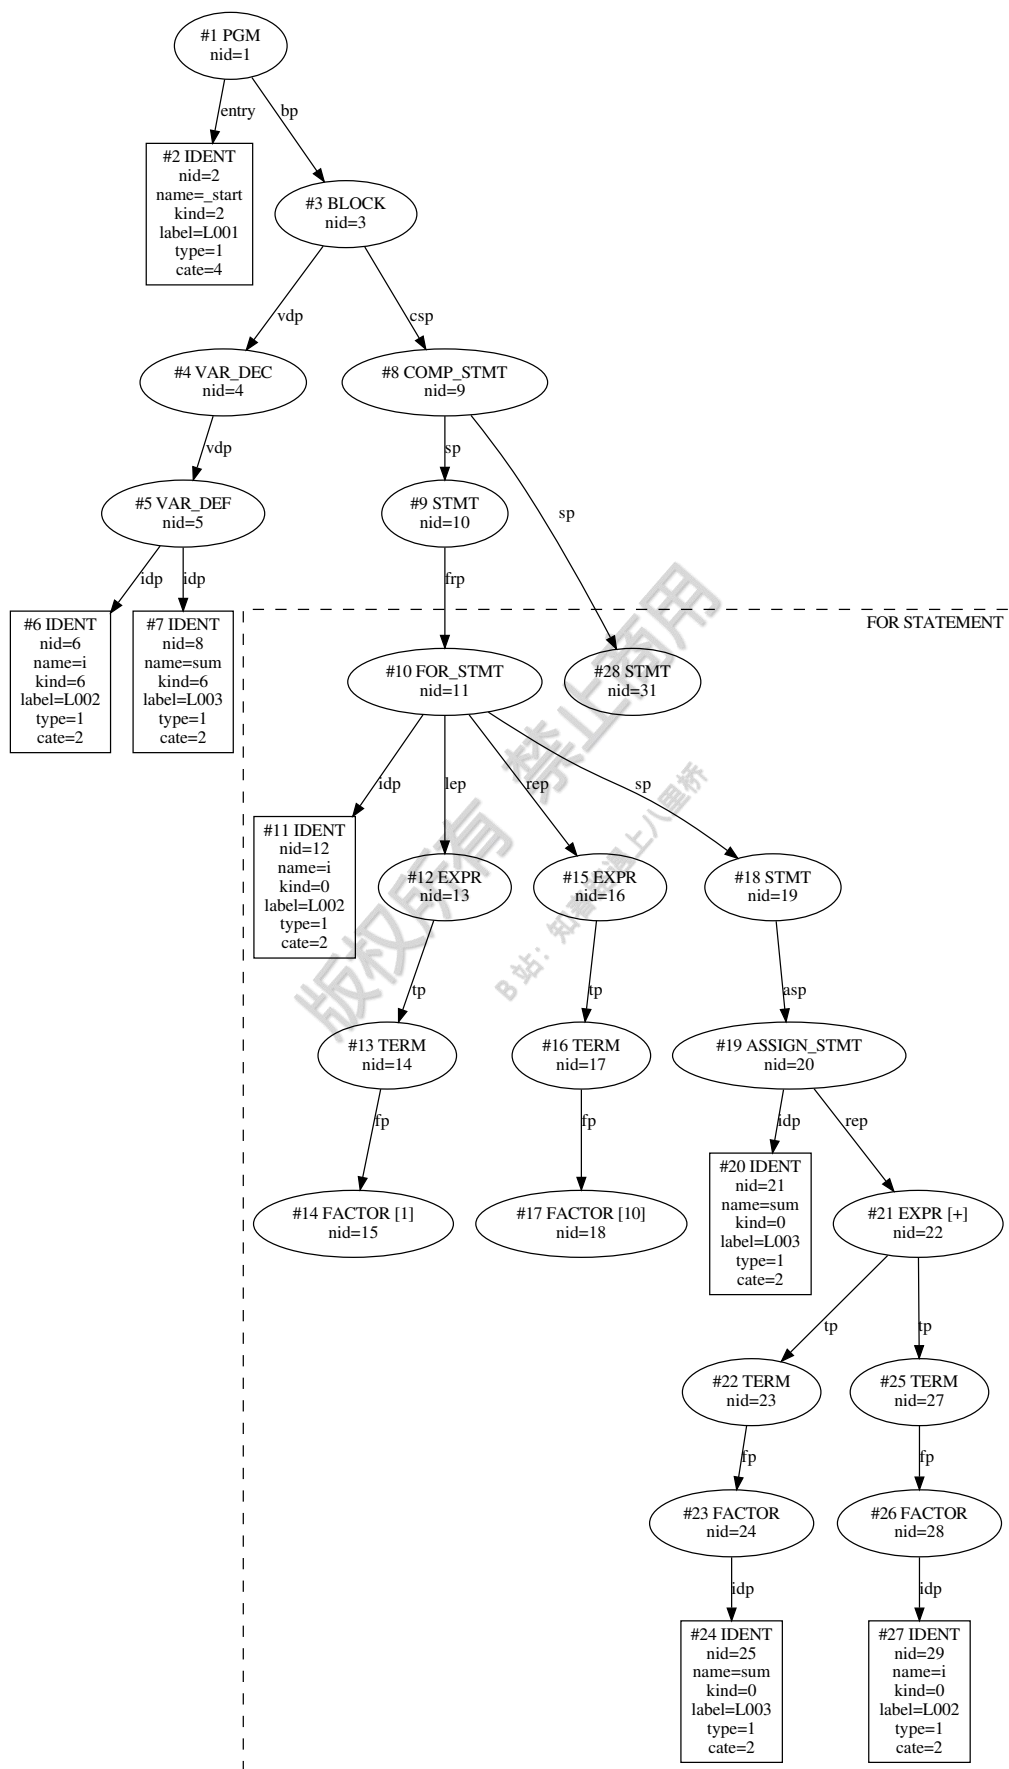 #1 PGM
nid=1
entry
bp
#2 IDENT
nid=2
name=_start
kind=2
label=L001
type=1
cate=4
#3 BLOCK
nid=3
vdp
csp
#4 VAR_DEC
nid=4
#8 COMP_STMT
nid=9
vdp
sp
sp
#5 VAR_DEF
nid=5
#9 STMT
nid=10
idp
idp
frp
#6 IDENT
nid=6
name=i
kind=6
label=L002
type=1
cate=2
#7 IDENT
nid=8
name=sum
kind=6
label=L003
type=1
cate=2
FOR STATEMENT
#10 FOR_STMT
nid=11
#28 STMT
nid=31
idp
lep
rep
sp
#11 IDENT
nid=12
name=i
kind=0
label=L002
type=1
cate=2
#12 EXPR
nid=13
#15 EXPR
nid=16
#18 STMT
nid=19
tp
tp
asp
#13 TERM
nid=14
#16 TERM
nid=17
#19 ASSIGN_STMT
nid=20
fp
fp
idp
rep
#14 FACTOR [1]
nid=15
#17 FACTOR [10]
nid=18
#20 IDENT
nid=21
name=sum
kind=0
label=L003
type=1
cate=2
#21 EXPR [+]
nid=22
tp
tp
#22 TERM
nid=23
#25 TERM
nid=27
fp
fp
#23 FACTOR
nid=24
#26 FACTOR
nid=28
idp
idp
#24 IDENT
nid=25
name=sum
kind=0
label=L003
type=1
cate=2
#27 IDENT
nid=29
name=i
kind=0
label=L002
type=1
cate=2
版权所有 禁止商用